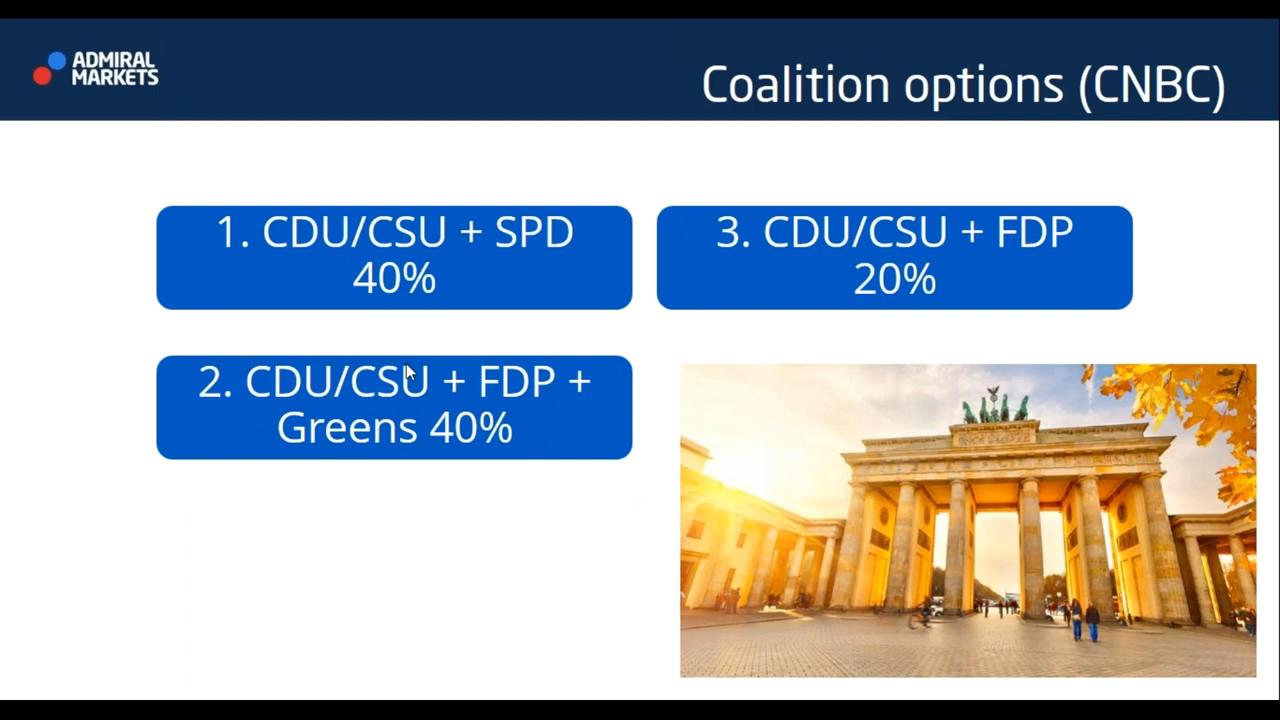 ADMIRAL
MARKETS
Coalition options (CNBC)
1. CDU/CSU + SPD
40%
3. CDU/CSU + FDP
20%
2. CDU/CSU + FDP +
Greens 40%